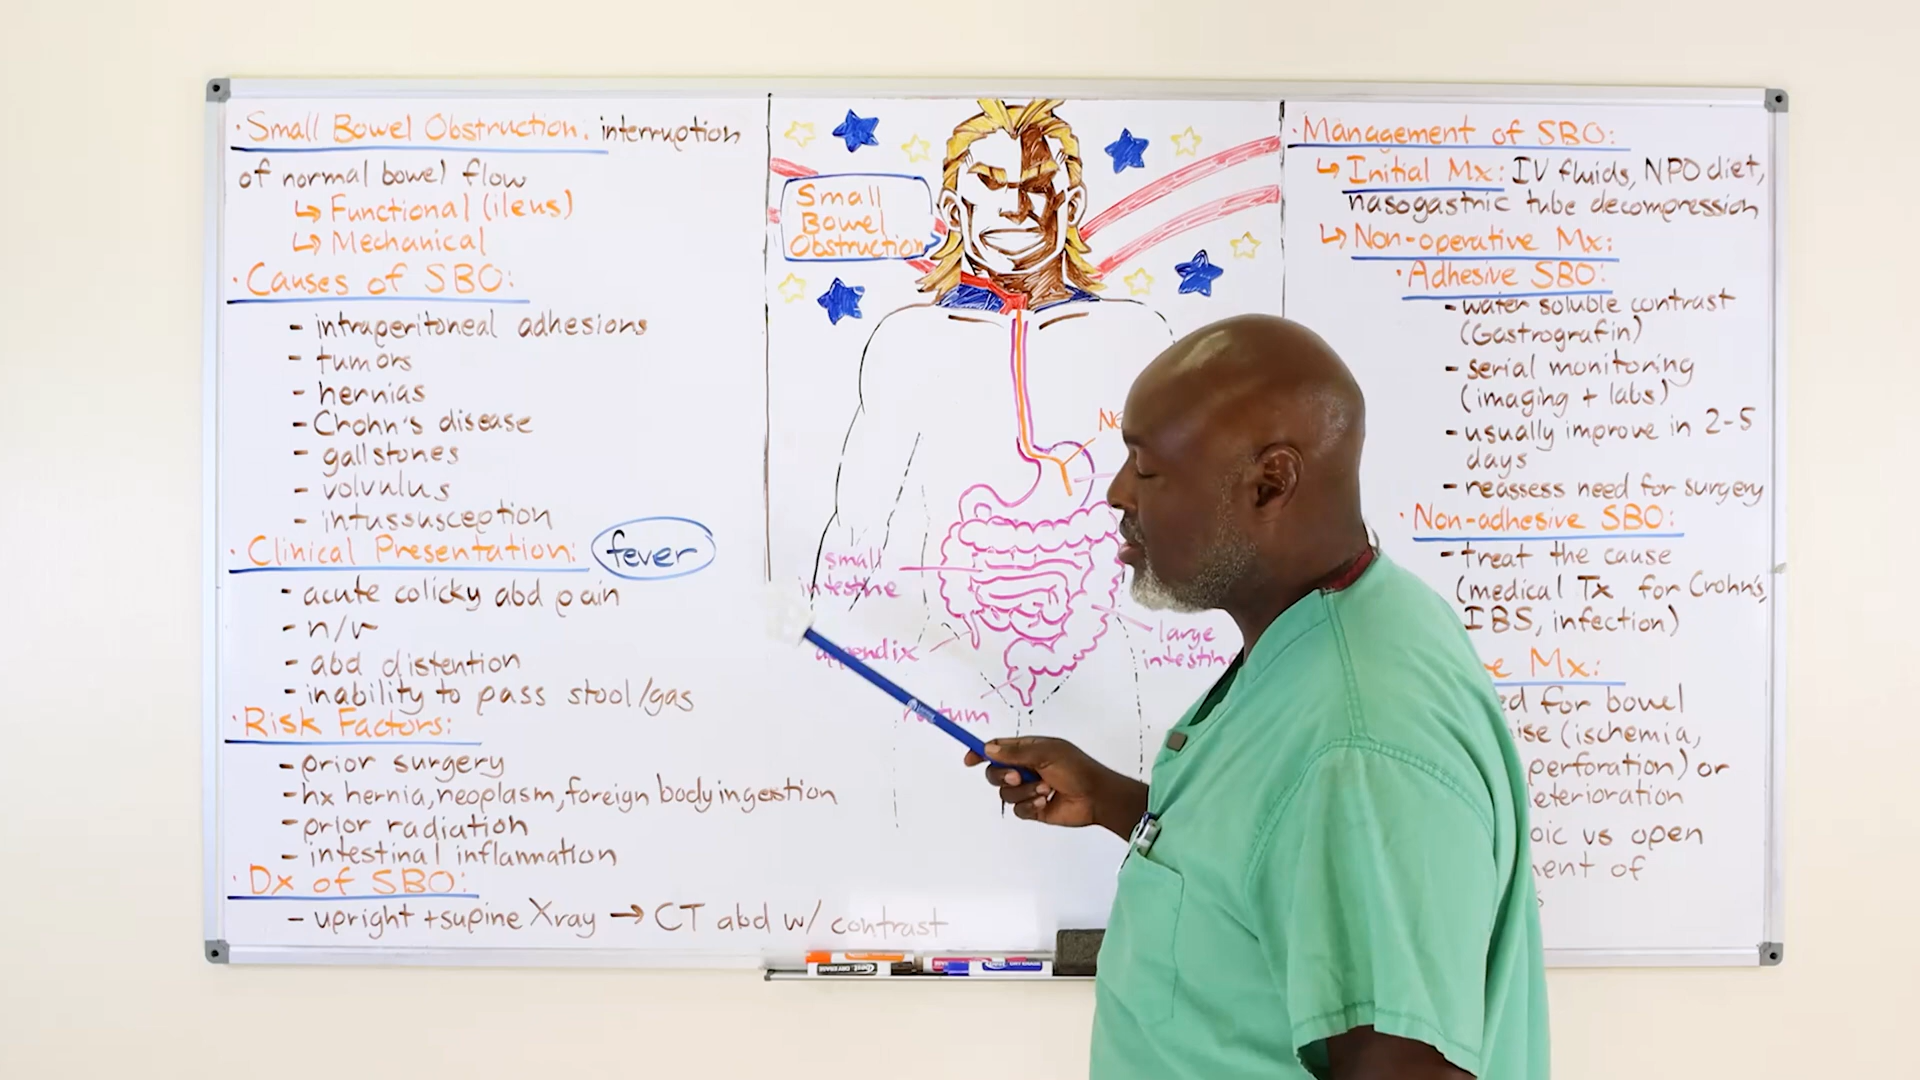 · Small Bowel Obstruction: interruption
of normal bowel flow
↳ Functional (ileus)
↳ Mechanical
· Causes of SBO:
- intraperitoneal adhesions
- tumors
- hernias
- Crohn's disease
- gallstones
- volvulus
- intussusception
· Clinical Presentation: fever
- acute colicky abd pain
- n/v
- abd distention
- inability to pass stool/gas
· Risk Factors:
- prior surgery
- hx hernia, neoplasm, foreign body ingestion
- prior radiation
- intestinal inflammation
· Dx of SBO:
- upright + supine Xray → CT abd w/ contrast
Small
Bowel
Obstruction
small
intestine
appendix
rectum
large
intestin
· Management of SBO:
↳ Initial Mx: IV fluids, NPO diet,
nasogastric tube decompression
↳ Non-operative Mx:
· Adhesive SBO:
- water soluble contrast
(Gastrografin)
- serial monitoring
(imaging + labs)
- usually improve in 2-5
days
- reassess need for surgery
· Non-adhesive SBO:
- treat the cause
(medical Tx for Crohn's,
IBS, infection)
Mx:
for bowel
(ischemia,
perforation) or
eterioration
oic vs open
ent of